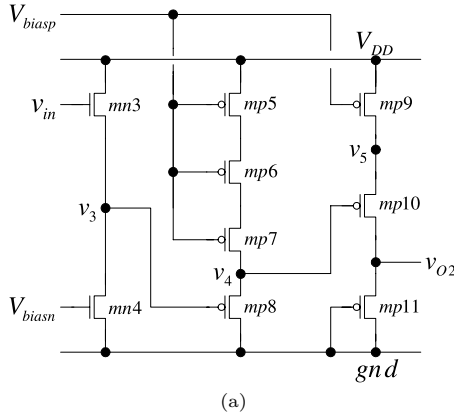 V_biasp
V_DD
v_in
mn3
mp5
mp9
mp6
v_5
v_3
mp10
mp7
v_4
v_O2
V_biasn
mn4
mp8
mp11
gnd
(a)